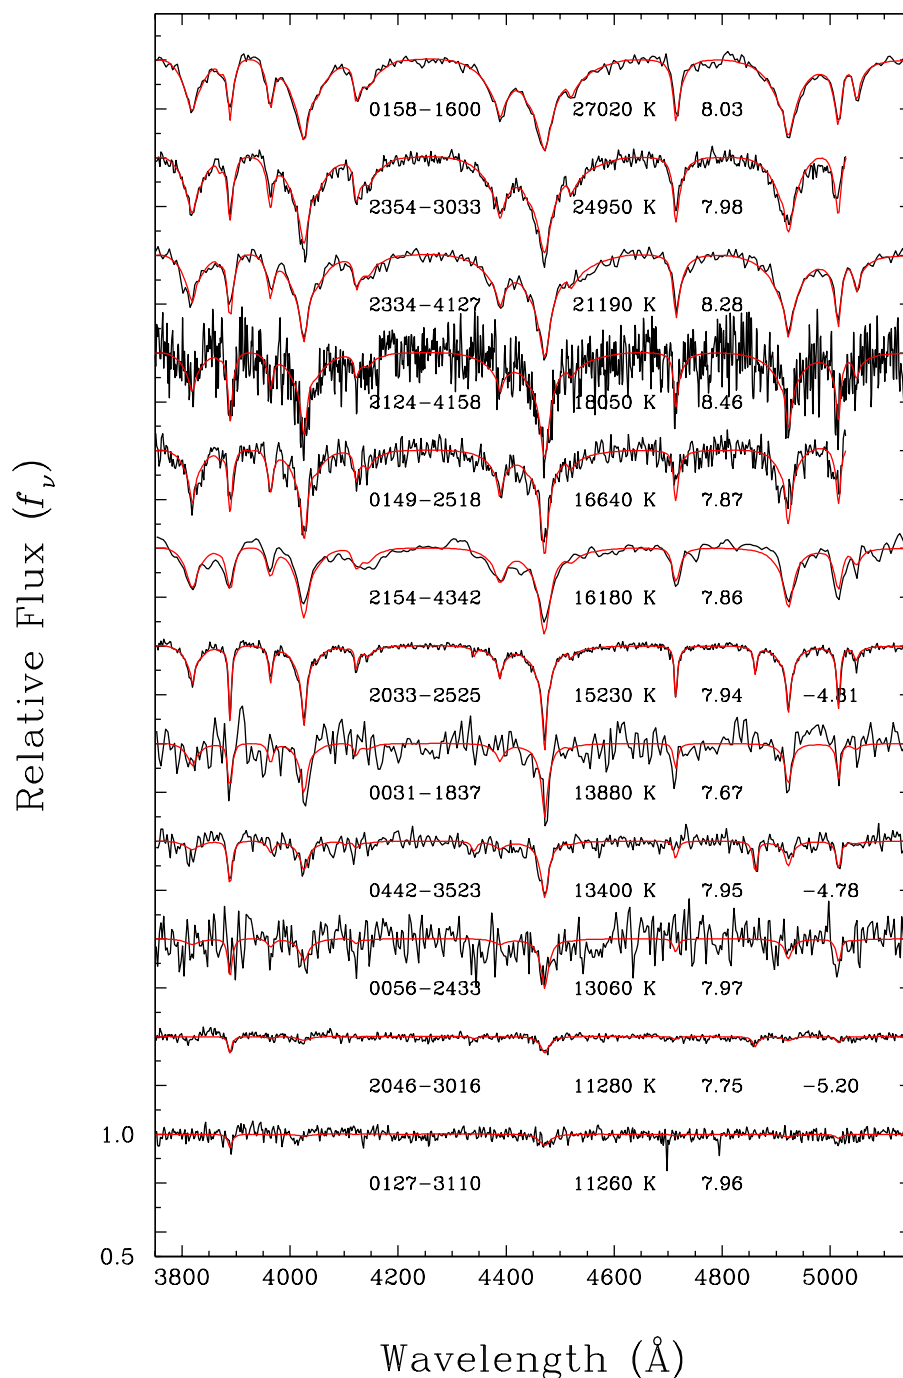 0158−1600 27020 K 8.03
2354−3033 24950 K 7.98
2334−4127 21190 K 8.28
2124−4158 18050 K 8.46
0149−2518 16640 K 7.87
2154−4342 16180 K 7.86
2033−2525 15230 K 7.94 −4.81
0031−1837 13880 K 7.67
0442−3523 13400 K 7.95 −4.78
0056−2433 13060 K 7.97
2046−3016 11280 K 7.75 −5.20
0127−3110 11260 K 7.96
1.0
0.5
3800 4000 4200 4400 4600 4800 5000
Wavelength (Å)
Relative Flux (fν)